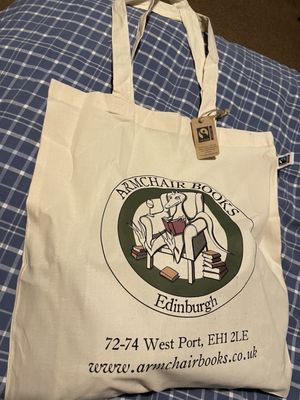 ARMCHAIR BOOKS
Edinburgh
72-74 West Port, EH1 2LE
www.armchairbooks.co.uk